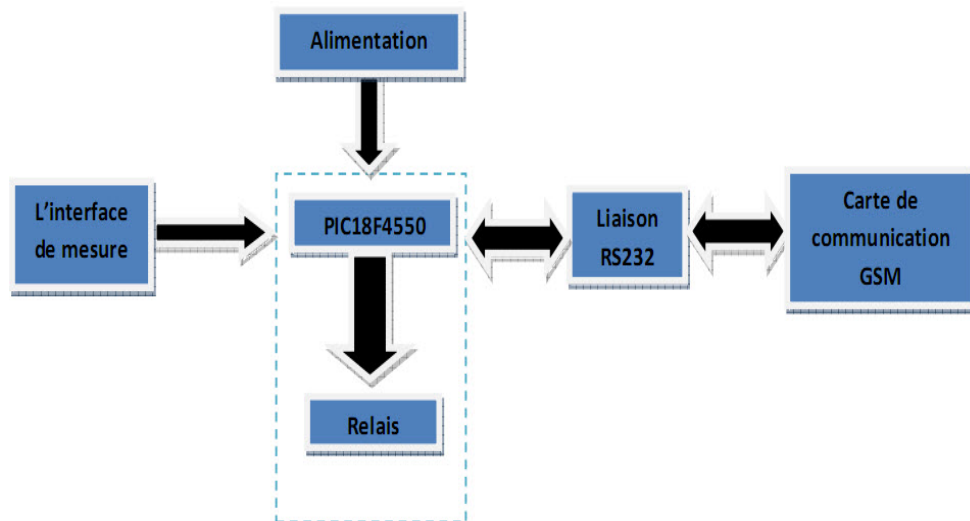 Alimentation
L’interface
de mesure
PIC18F4550
Liaison
RS232
Carte de
communication
GSM
Relais